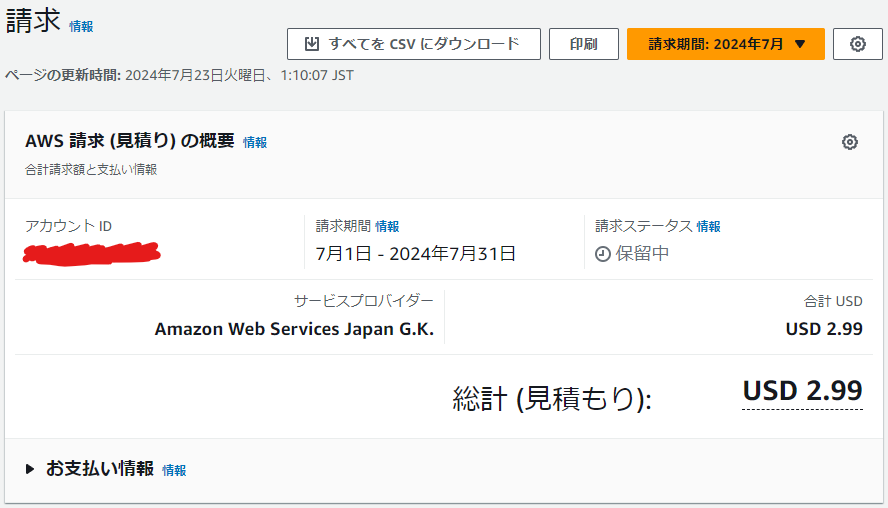 請求 情報
すべてを CSV にダウンロード 印刷 請求期間: 2024年7月 ▼
ページの更新時間: 2024年7月23日火曜日、1:10:07 JST
AWS 請求 (見積り) の概要 情報
合計請求額と支払い情報
アカウント ID 請求期間 情報 請求ステータス 情報
7月1日 - 2024年7月31日 保留中
サービスプロバイダー 合計 USD
Amazon Web Services Japan G.K. USD 2.99
総計 (見積もり): USD 2.99
お支払い情報 情報